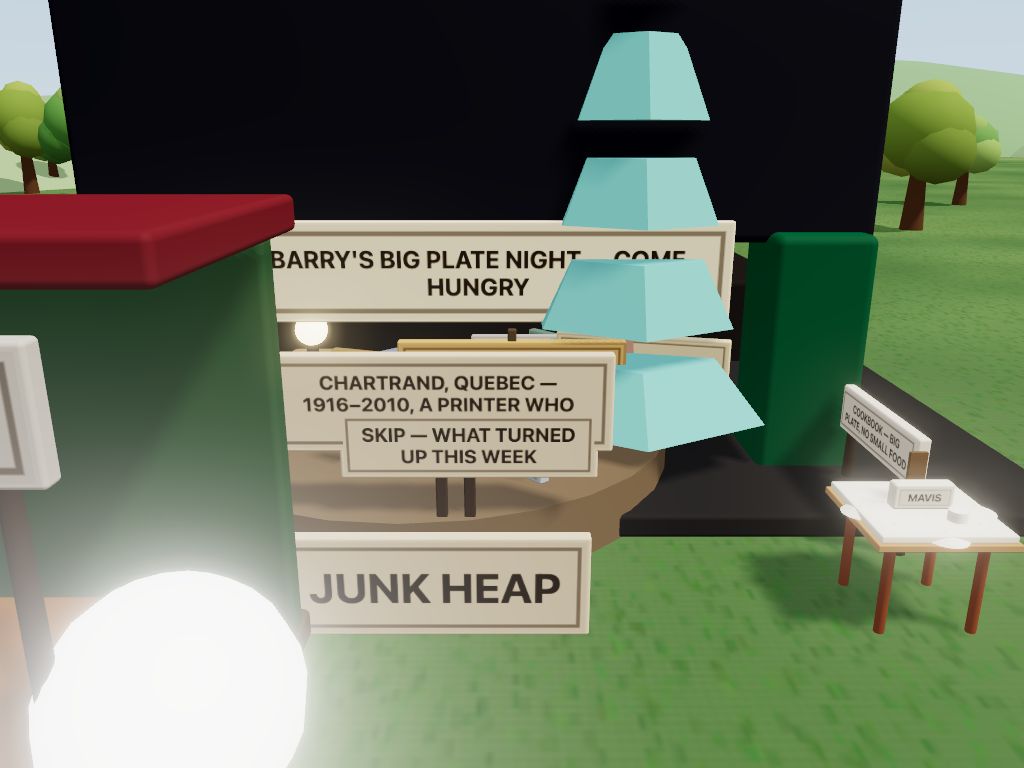 BARRY'S BIG PLATE NIGHT — COME
HUNGRY
CHARTRAND, QUEBEC —
1916–2010, A PRINTER WHO
SKIP — WHAT TURNED
UP THIS WEEK
JUNK HEAP
COOKBOOK — BIG
PLATE, NO SMALL FOOD
MAVIS